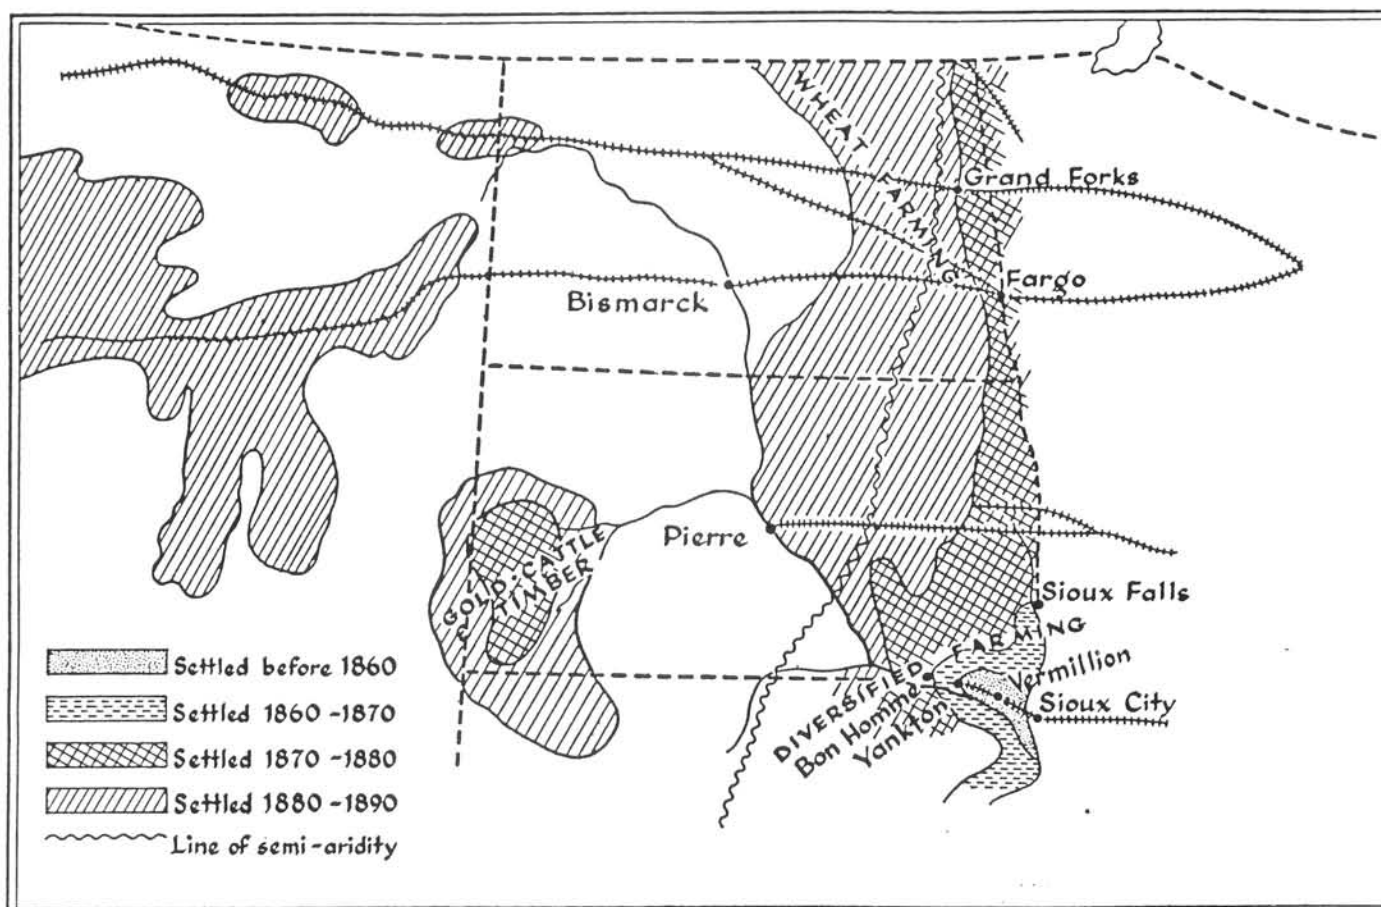 WHEAT FARMING
Grand Forks
Fargo
Bismarck
Pierre
GOLD-CATTLE
TIMBER
Sioux Falls
DIVERSIFIED FARMING
Vermillion
Bon Homme
Yankton
Sioux City
Settled before 1860
Settled 1860-1870
Settled 1870-1880
Settled 1880-1890
Line of semi-aridity